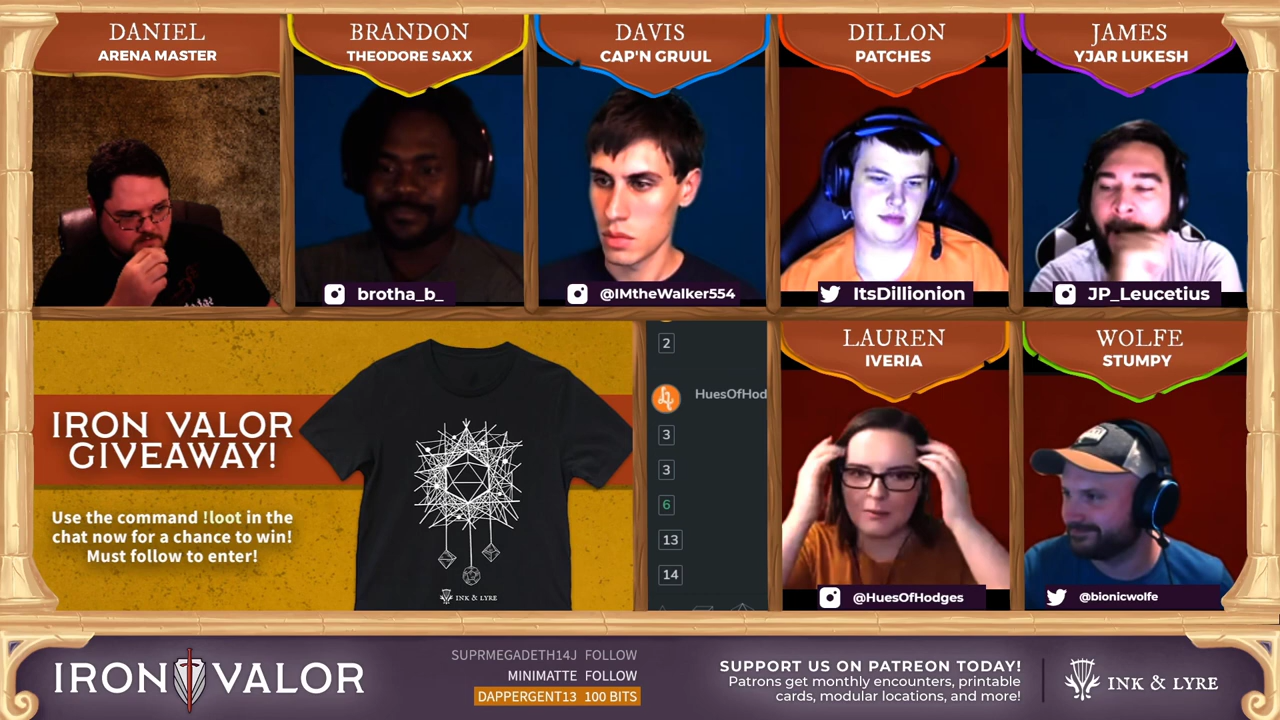 DANIEL
ARENA MASTER
BRANDON
THEODORE SAXX
DAVIS
CAP'N GRUUL
DILLON
PATCHES
JAMES
YJAR LUKESH
brotha_b_
@IMtheWalker554
ItsDillionion
JP_Leucetius
IRON VALOR
GIVEAWAY!
Use the command !loot in the
chat now for a chance to win!
Must follow to enter!
INK & LYRE
2
HuesOfHod
3
3
6
13
14
LAUREN
IVERIA
WOLFE
STUMPY
@HuesOfHodges
@bionicwolfe
IRON VALOR
SUPRMEGADETH14J FOLLOW
MINIMATTE FOLLOW
DAPPERGENT13 100 BITS
SUPPORT US ON PATREON TODAY!
Patrons get monthly encounters, printable
cards, modular locations, and more!
INK & LYRE